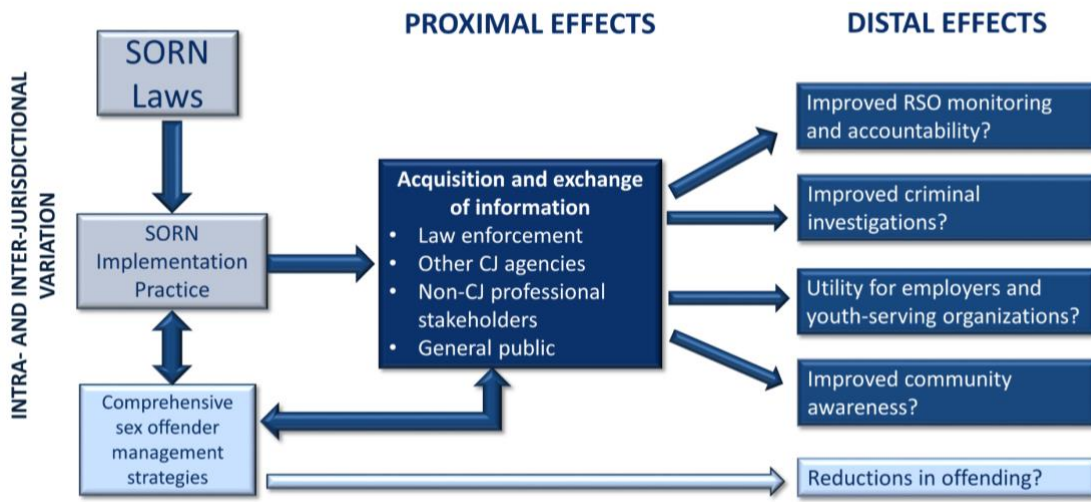 PROXIMAL EFFECTS
DISTAL EFFECTS
INTRA- AND INTER-JURISDICTIONAL
VARIATION
SORN
Laws
SORN
Implementation
Practice
Comprehensive
sex offender
management
strategies
Acquisition and exchange
of information
• Law enforcement
• Other CJ agencies
• Non-CJ professional
stakeholders
• General public
Improved RSO monitoring
and accountability?
Improved criminal
investigations?
Utility for employers and
youth-serving organizations?
Improved community
awareness?
Reductions in offending?